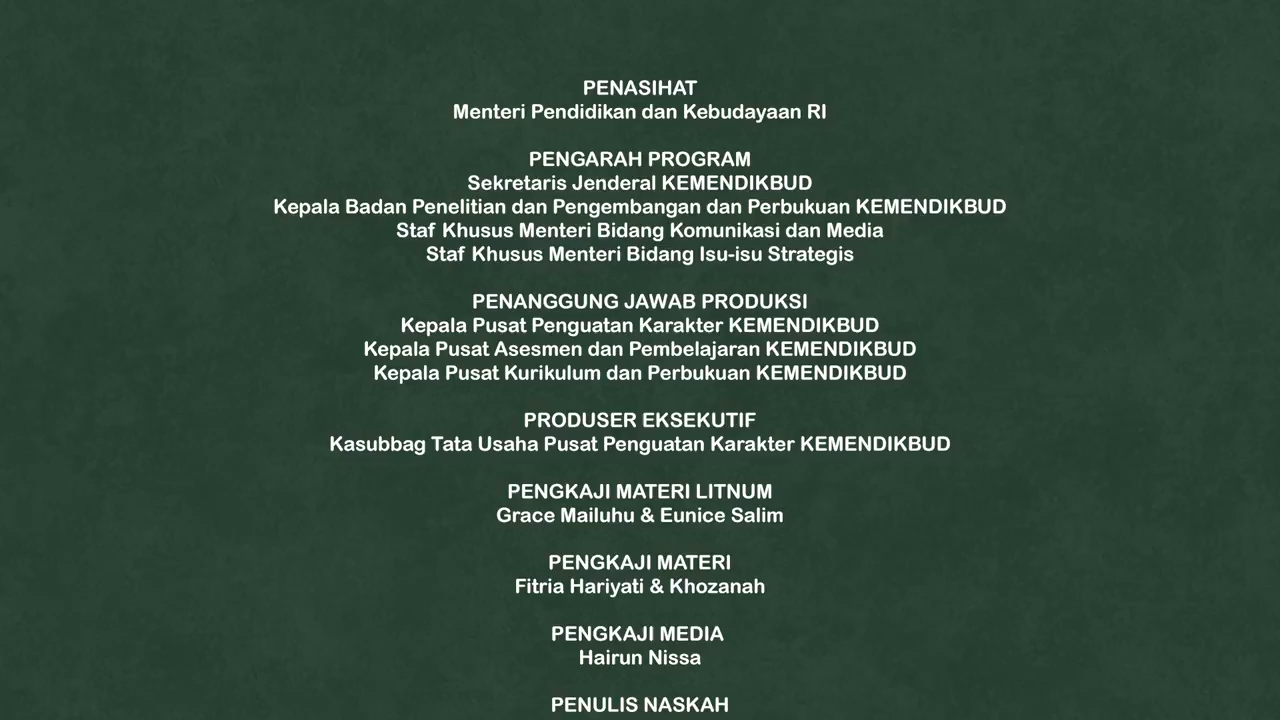 PENASIHAT
Menteri Pendidikan dan Kebudayaan RI
PENGARAH PROGRAM
Sekretaris Jenderal KEMENDIKBUD
Kepala Badan Penelitian dan Pengembangan dan Perbukuan KEMENDIKBUD
Staf Khusus Menteri Bidang Komunikasi dan Media
Staf Khusus Menteri Bidang Isu-isu Strategis
PENANGGUNG JAWAB PRODUKSI
Kepala Pusat Penguatan Karakter KEMENDIKBUD
Kepala Pusat Asesmen dan Pembelajaran KEMENDIKBUD
Kepala Pusat Kurikulum dan Perbukuan KEMENDIKBUD
PRODUSER EKSEKUTIF
Kasubbag Tata Usaha Pusat Penguatan Karakter KEMENDIKBUD
PENGKAJI MATERI LITNUM
Grace Mailuhu & Eunice Salim
PENGKAJI MATERI
Fitria Hariyati & Khozanah
PENGKAJI MEDIA
Hairun Nissa
PENULIS NASKAH